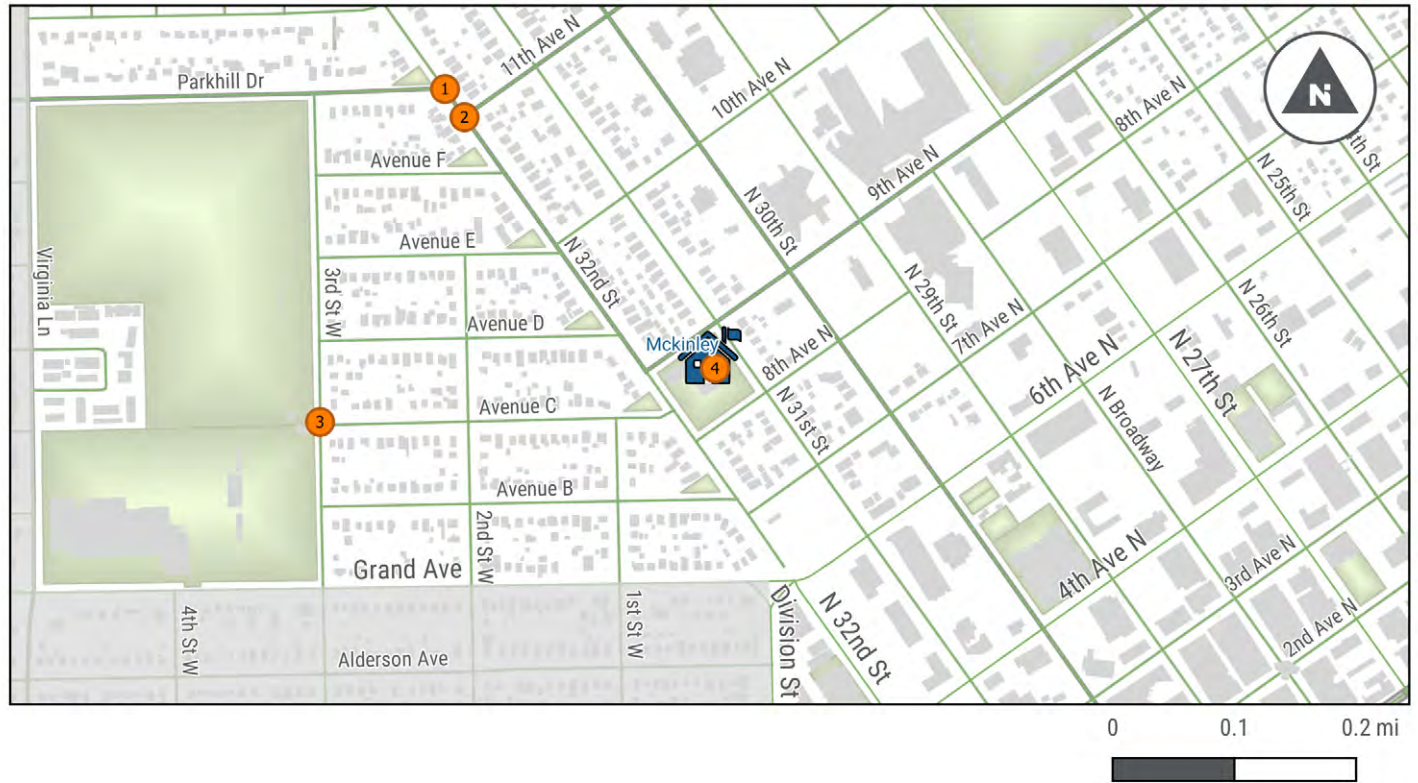 11th Ave N
Parkhill Dr
1
2
10th Ave N
8th Ave N
N
Avenue F
9th Ave N
N 25th St
N 30th St
Avenue E
N 32nd St
Virginia Ln
3rd St W
N 29th St
N 26th St
Avenue D
7th Ave N
Mckinley
4
8th Ave N
6th Ave N
N 27th St
Avenue C
N 31st St
N Broadway
3
Avenue B
2nd St W
Grand Ave
4th Ave N
3rd Ave N
4th St W
1st St W
Division St
N 32nd St
2nd Ave N
Alderson Ave
0 0.1 0.2 mi